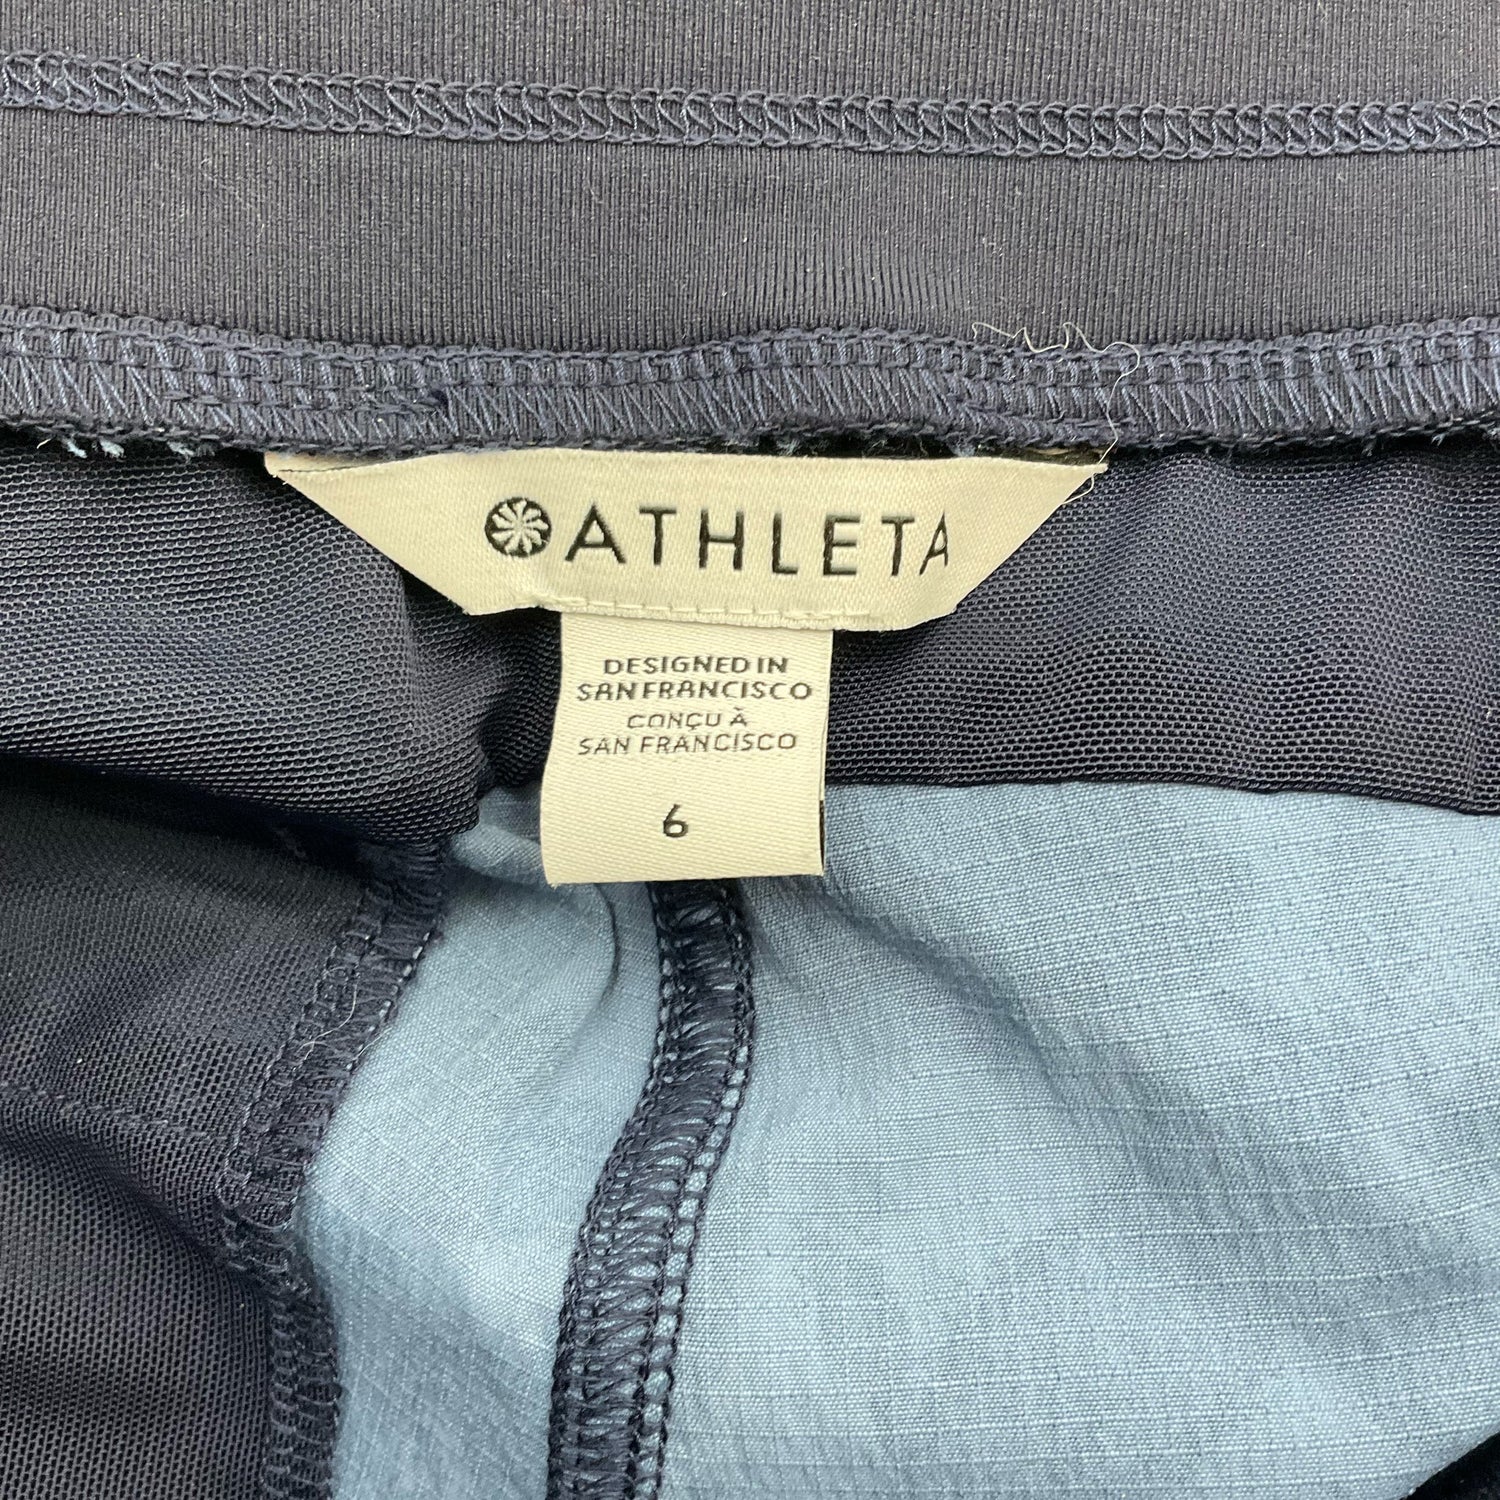 ATHLETA
DESIGNED IN
SAN FRANCISCO
CONÇU À
SAN FRANCISCO
6